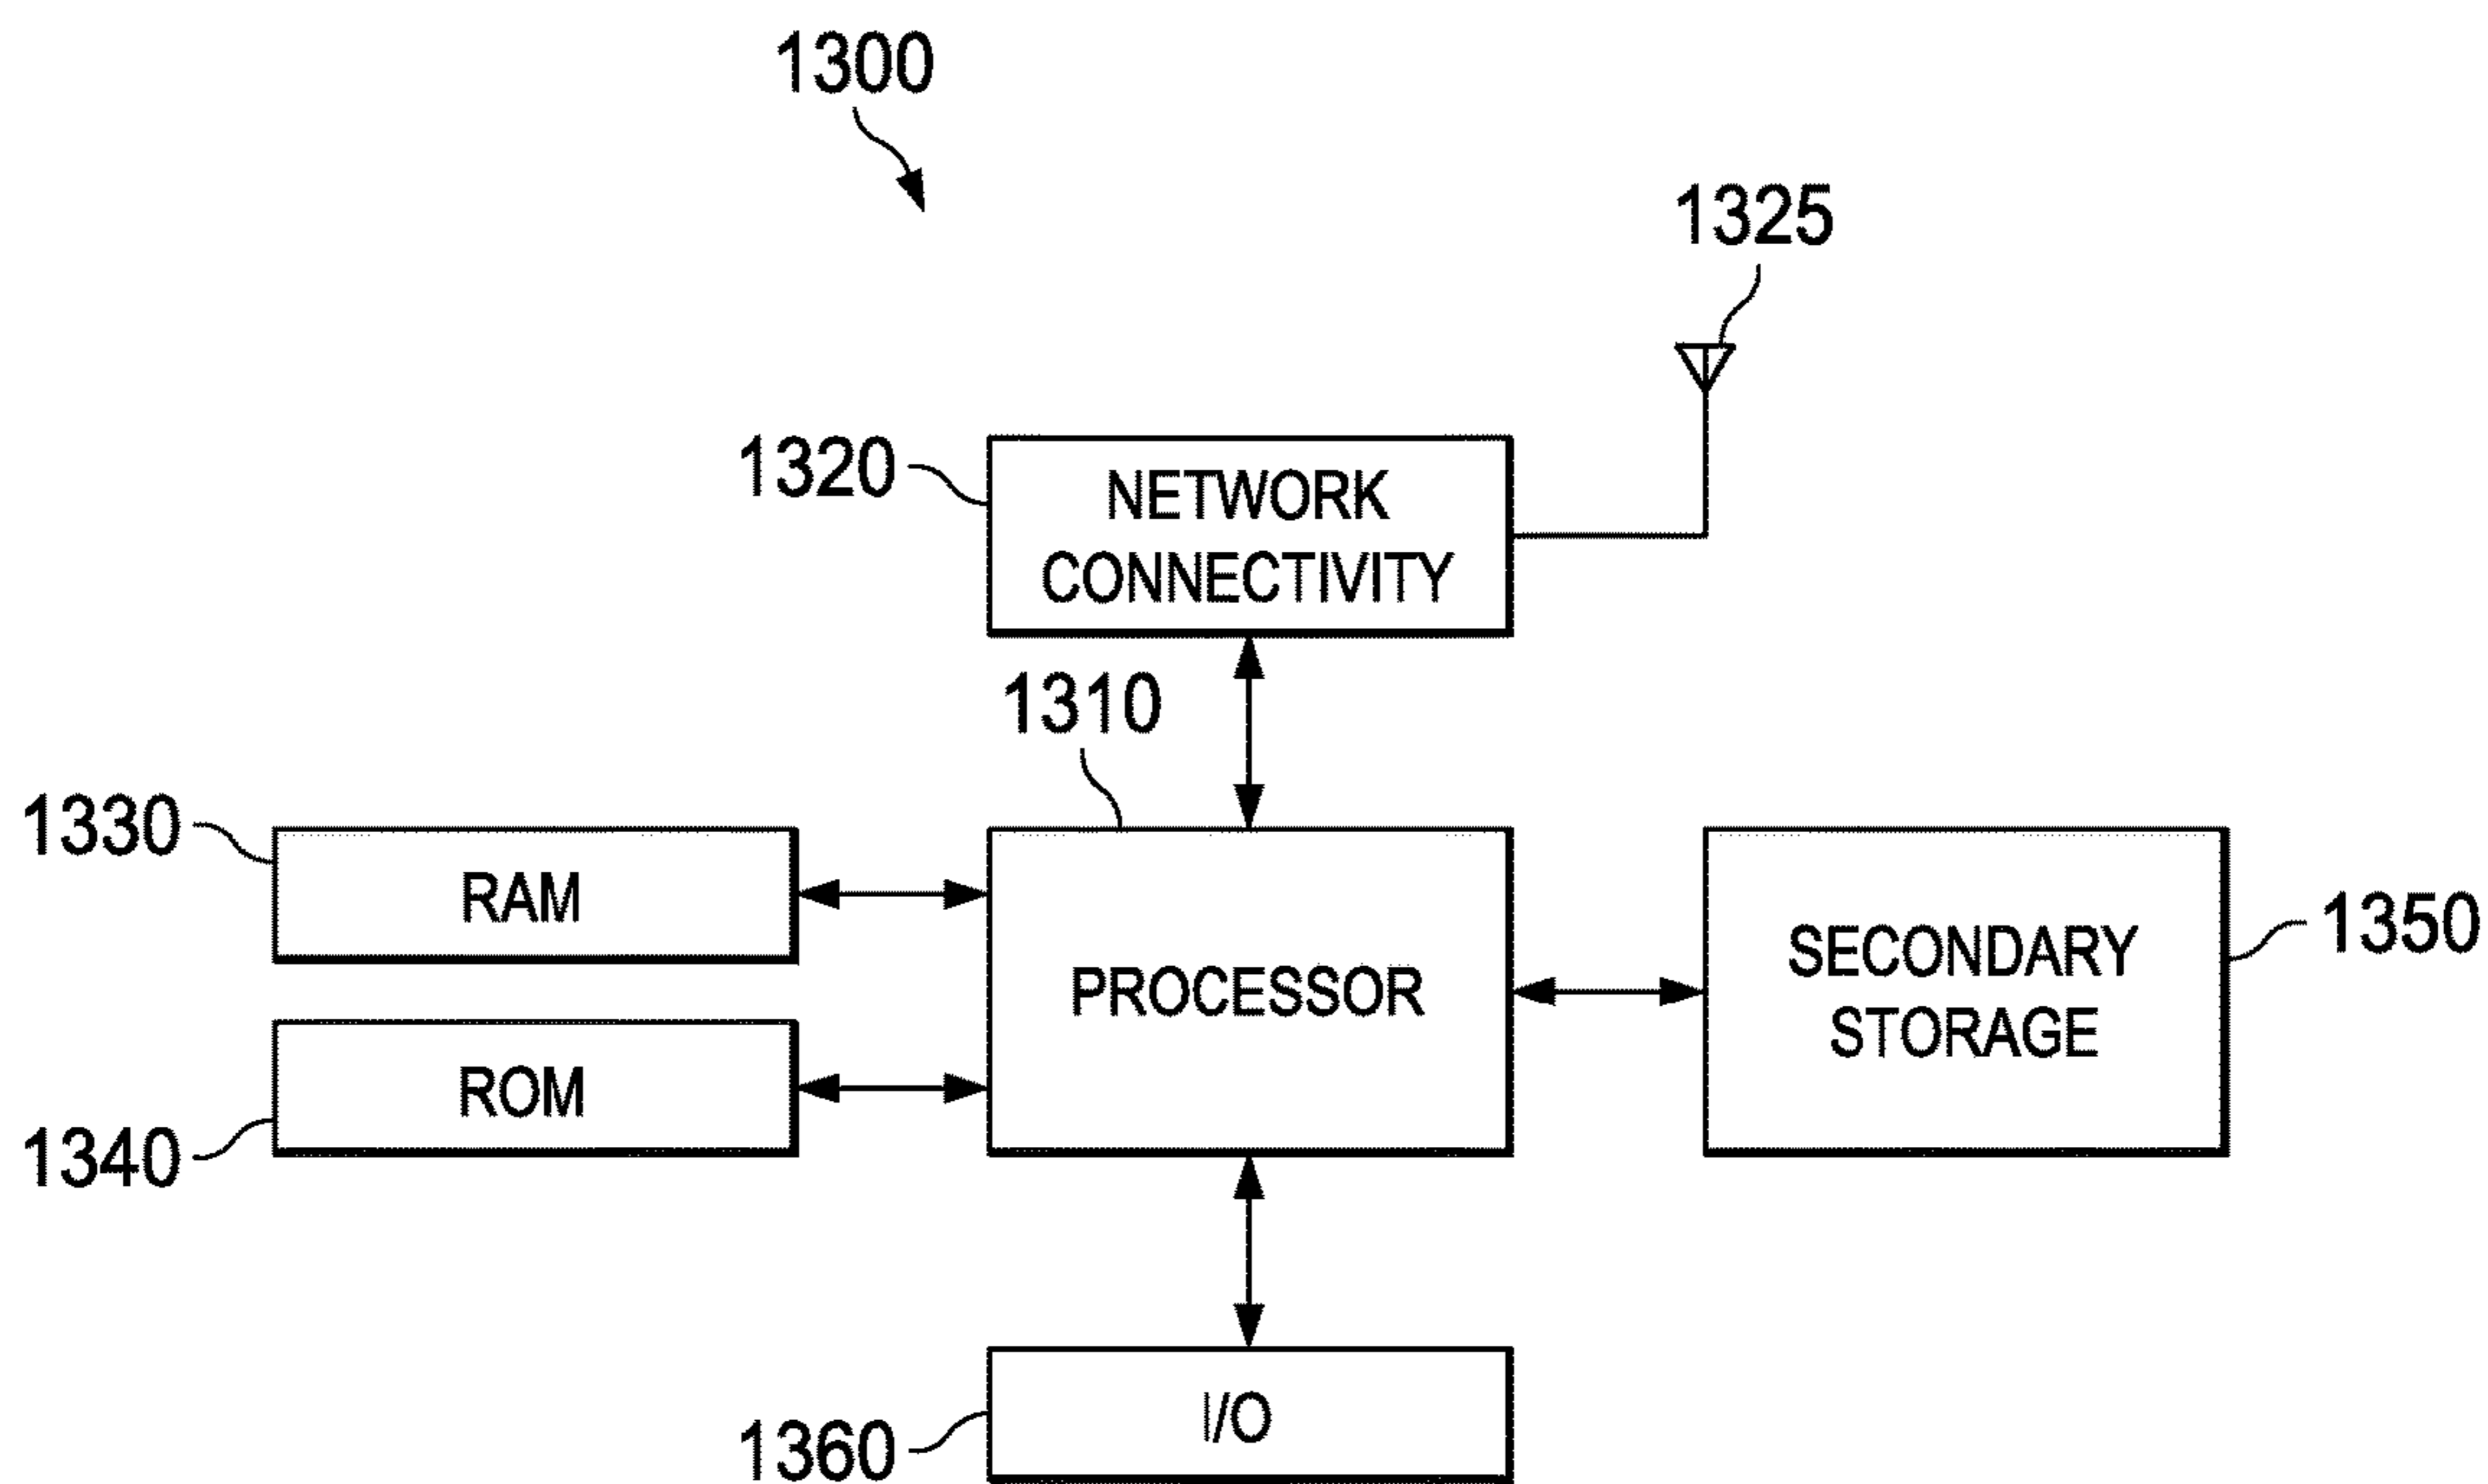 1300
1325
1320
NETWORK
CONNECTIVITY
1310
1330
RAM
PROCESSOR
SECONDARY
STORAGE
1350
ROM
1340
I/O
1360